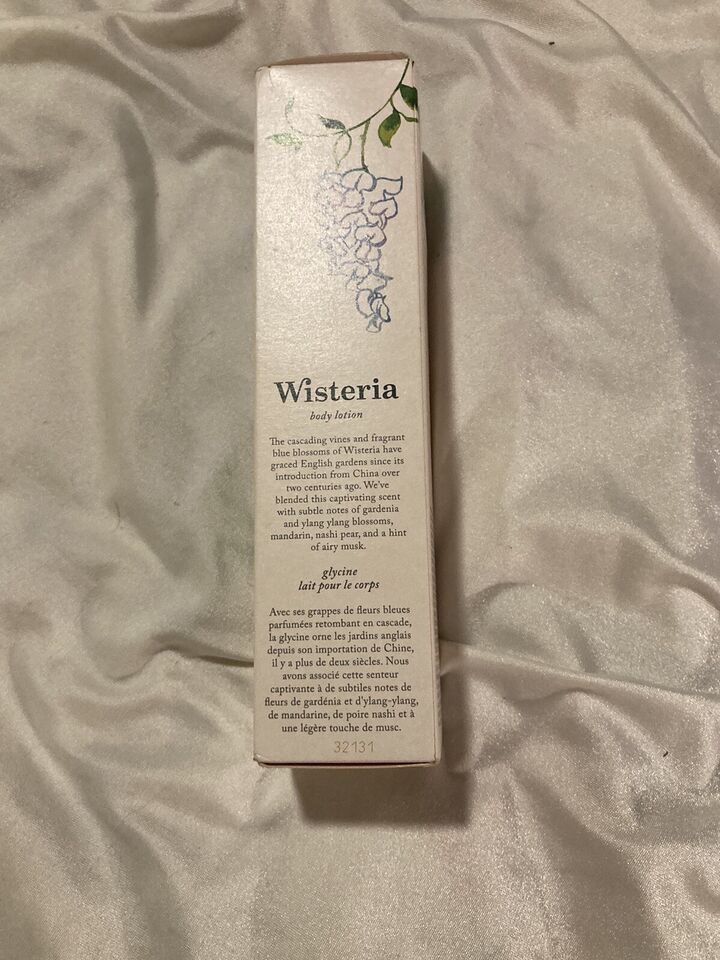 Wisteria
body lotion
The cascading vines and fragrant
blue blossoms of Wisteria have
graced English gardens since its
introduction from China over
two centuries ago. We've
blended this captivating scent
with subtle notes of gardenia
and ylang ylang blossoms,
mandarin, nashi pear, and a hint
of airy musk.
glycine
lait pour le corps
Avec ses grappes de fleurs bleues
parfumées retombant en cascade,
la glycine orne les jardins anglais
depuis son importation de Chine,
il y a plus de deux siècles. Nous
avons associé cette senteur
captivante à de subtiles notes de
fleurs de gardénia et d'ylang-ylang,
de mandarine, de poire nashi et à
une légère touche de musc.
32131